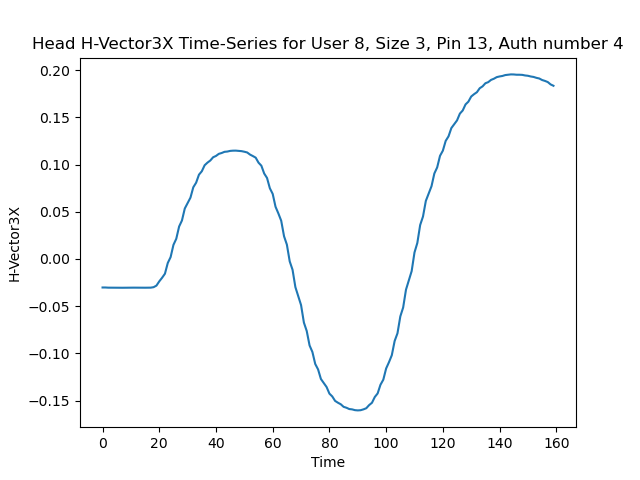 Head H-Vector3X Time-Series for User 8, Size 3, Pin 13, Auth number 4
0.20
0.15
0.10
0.05
0.00
−0.05
−0.10
−0.15
H-Vector3X
0 20 40 60 80 100 120 140 160
Time